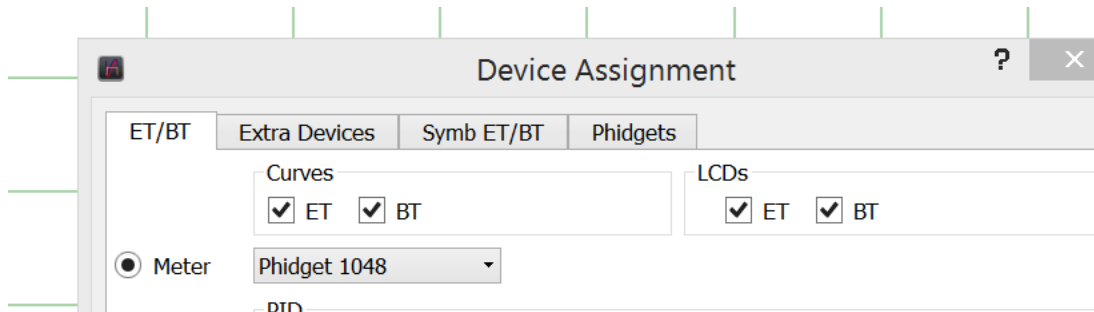 Device Assignment ?
ET/BT Extra Devices Symb ET/BT Phidgets
Curves LCDs
ET BT ET BT
Meter Phidget 1048
PID